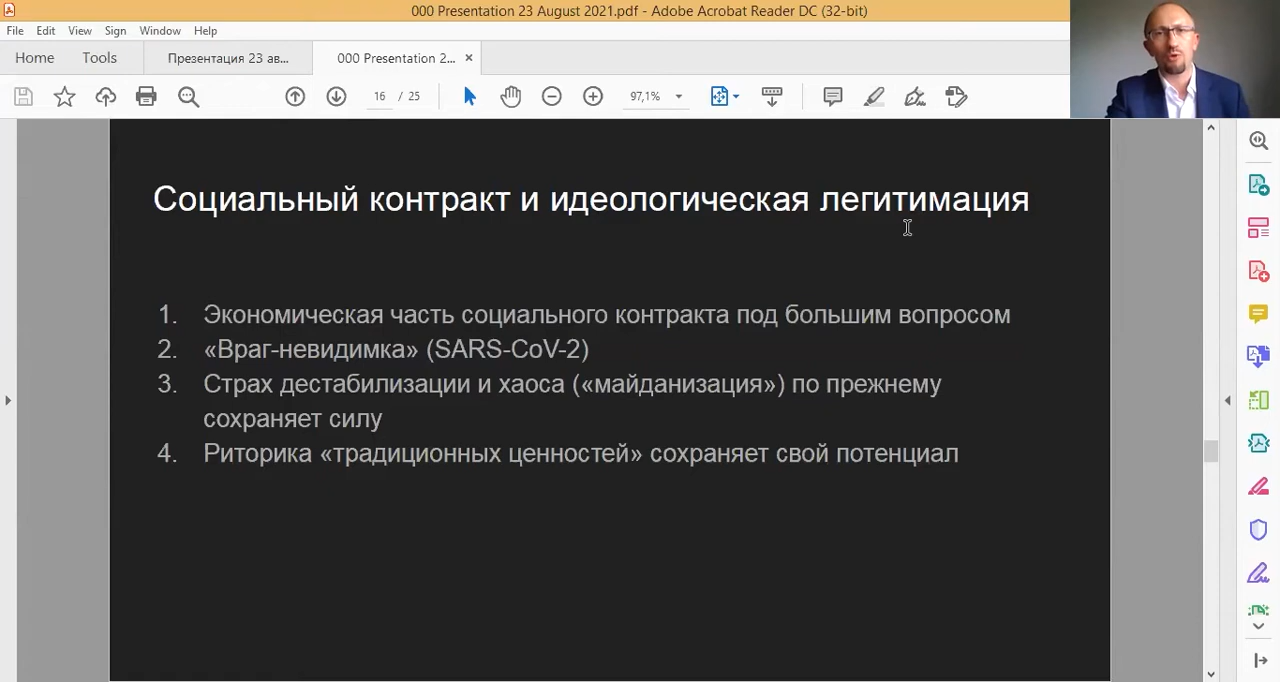 000 Presentation 23 August 2021.pdf - Adobe Acrobat Reader DC (32-bit)
File Edit View Sign Window Help
Home Tools Презентация 23 ав... 000 Presentation 2... ×
16 / 25 97,1%
Социальный контракт и идеологическая легитимация
1. Экономическая часть социального контракта под большим вопросом
2. «Враг-невидимка» (SARS-CoV-2)
3. Страх дестабилизации и хаоса («майданизация») по прежнему
сохраняет силу
4. Риторика «традиционных ценностей» сохраняет свой потенциал